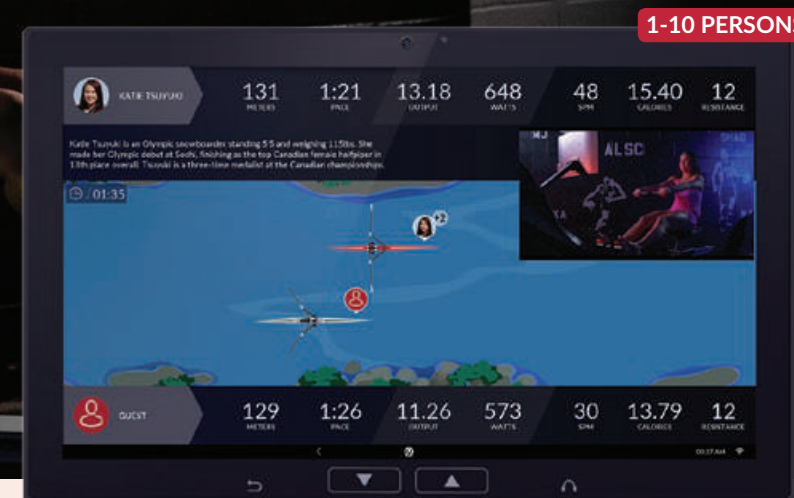 1-10 PERSONS
KATIE TSUYUKI
131 1:21 13.18 648 48 15.40 12
METERS PACE OUTPUT WATTS SPM CALORIES RESISTANCE
Katie Tsuyuki is an Olympic snowboarder standing 5'5 and weighing 115lbs. She
made her Olympic debut at Sochi, finishing as the top Canadian female halfpiper in
13th place overall. Tsuyuki is a three-time medalist at the Canadian championships.
MJ
ALSC
01:35
+2
GUEST
129 1:26 11.26 573 30 13.79 12
METERS PACE OUTPUT WATTS SPM CALORIES RESISTANCE